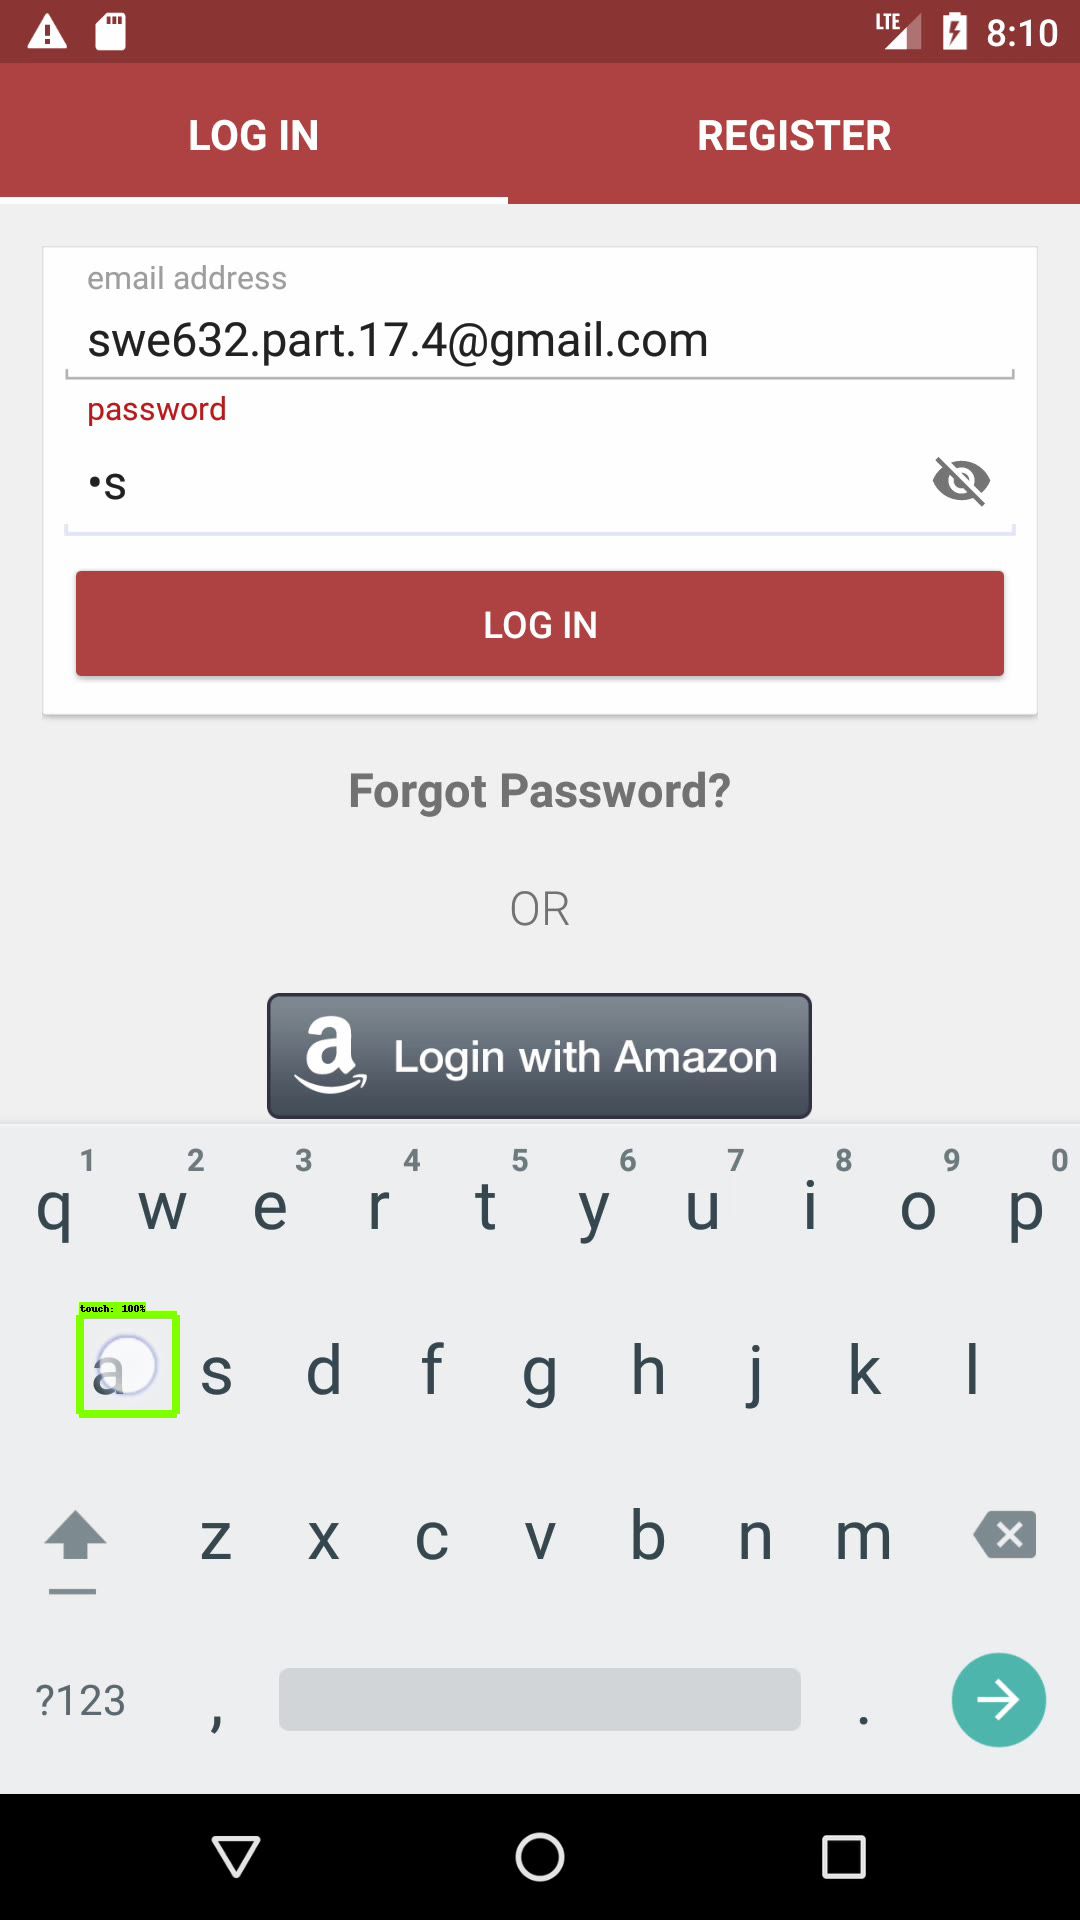 LTE 8:10
LOG IN REGISTER
email address
swe632.part.17.4@gmail.com
password
•s
LOG IN
Forgot Password?
OR
a Login with Amazon
1 2 3 4 5 6 7 8 9 0
q w e r t y u i o p
touch: 100%
a s d f g h j k l
z x c v b n m
?123 , .